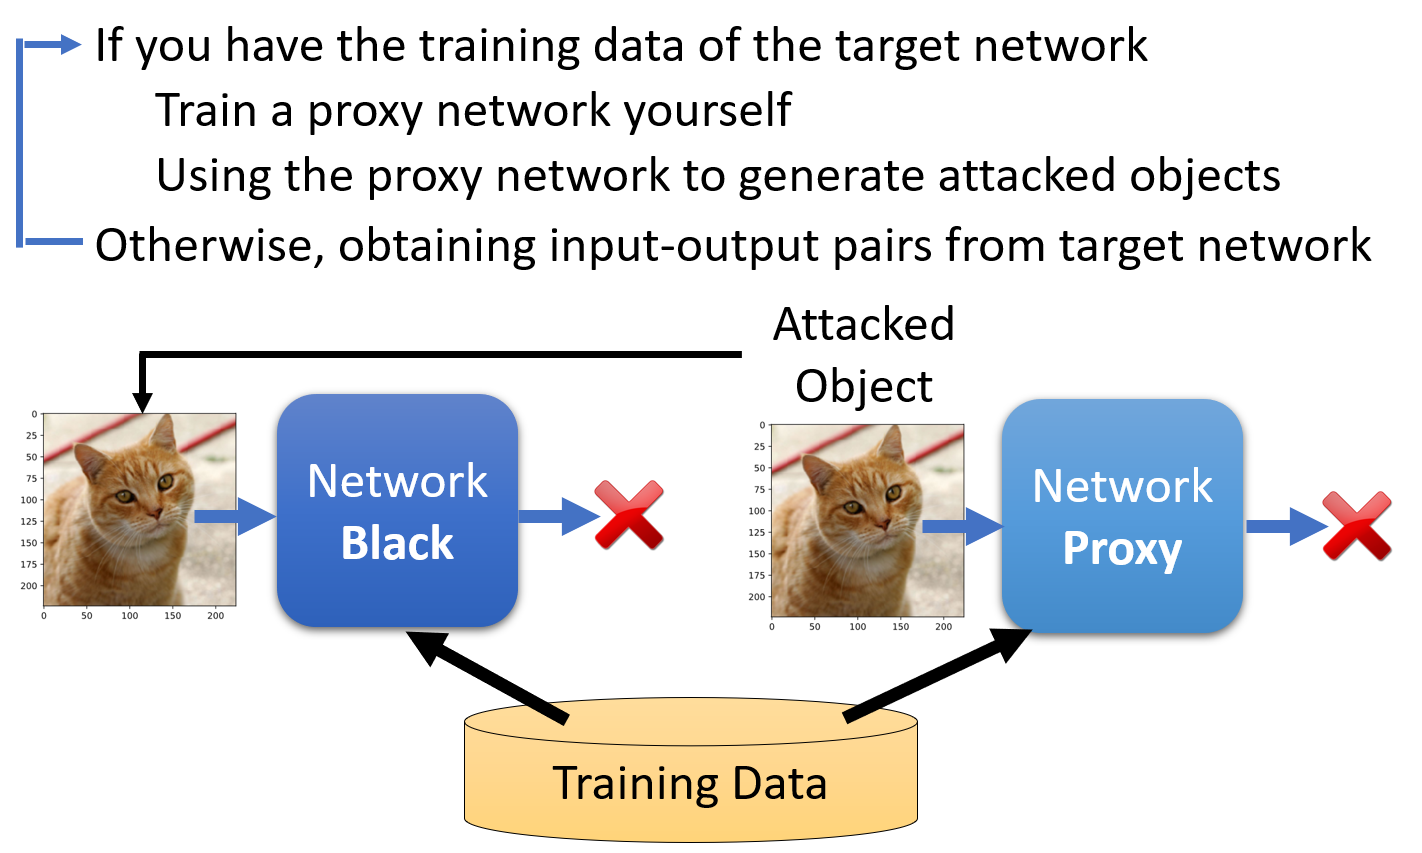 If you have the training data of the target network
Train a proxy network yourself
Using the proxy network to generate attacked objects
Otherwise, obtaining input-output pairs from target network
Attacked
Object
0
25
50
75
100
125
150
175
200
0 50 100 150 200
Network
Black
0
25
50
75
100
125
150
175
200
0 50 100 150 200
Network
Proxy
Training Data